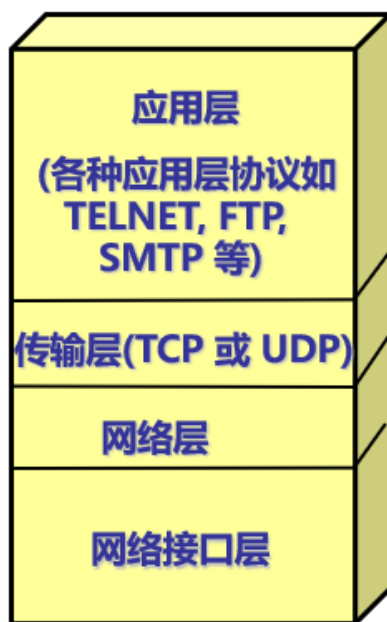 应用层
(各种应用层协议如
TELNET, FTP,
SMTP 等)
传输层(TCP 或 UDP)
网络层
网络接口层